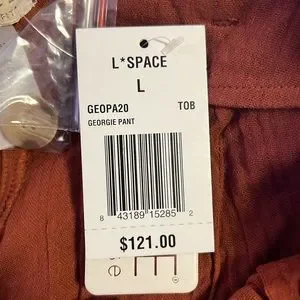 L*SPACE
L
GEOPA20 TOB
GEORGIE PANT
8 43189 15285 2
$121.00